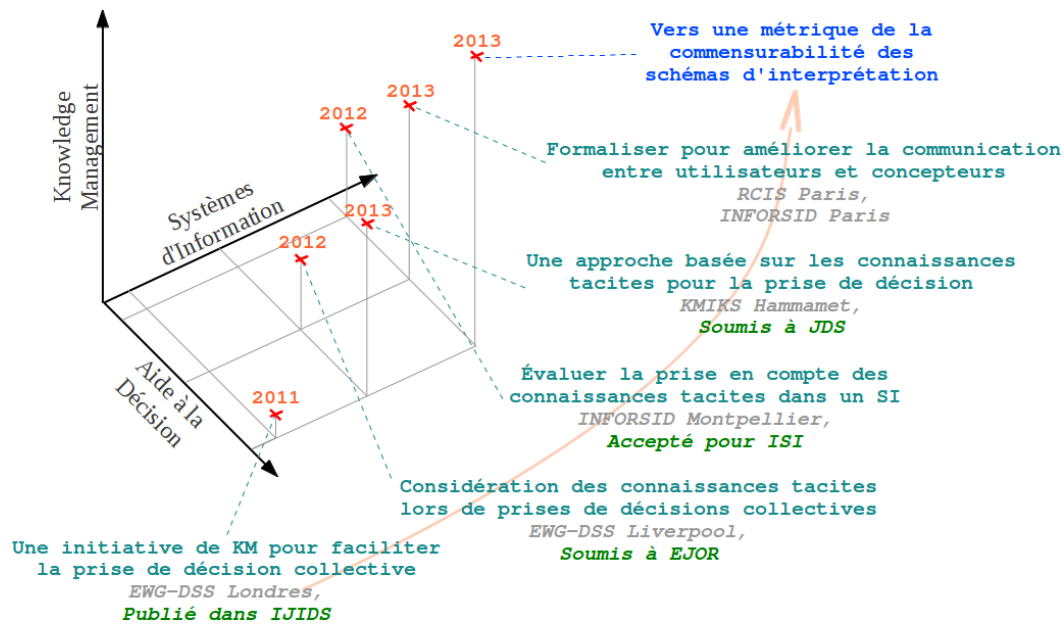 2013
Vers une métrique de la
commensurabilité des
schémas d'interprétation
Knowledge
Management
2012
2013
Formaliser pour améliorer la communication
entre utilisateurs et concepteurs
RCIS Paris,
INFORSID Paris
Systèmes
d'Information
2013
2012
Une approche basée sur les connaissances
tacites pour la prise de décision
KMIKS Hammamet,
Soumis à JDS
Aide à la
Décision
2011
Évaluer la prise en compte des
connaissances tacites dans un SI
INFORSID Montpellier,
Accepté pour ISI
Considération des connaissances tacites
lors de prises de décisions collectives
EWG-DSS Liverpool,
Soumis à EJOR
Une initiative de KM pour faciliter
la prise de décision collective
EWG-DSS Londres,
Publié dans IJIDS